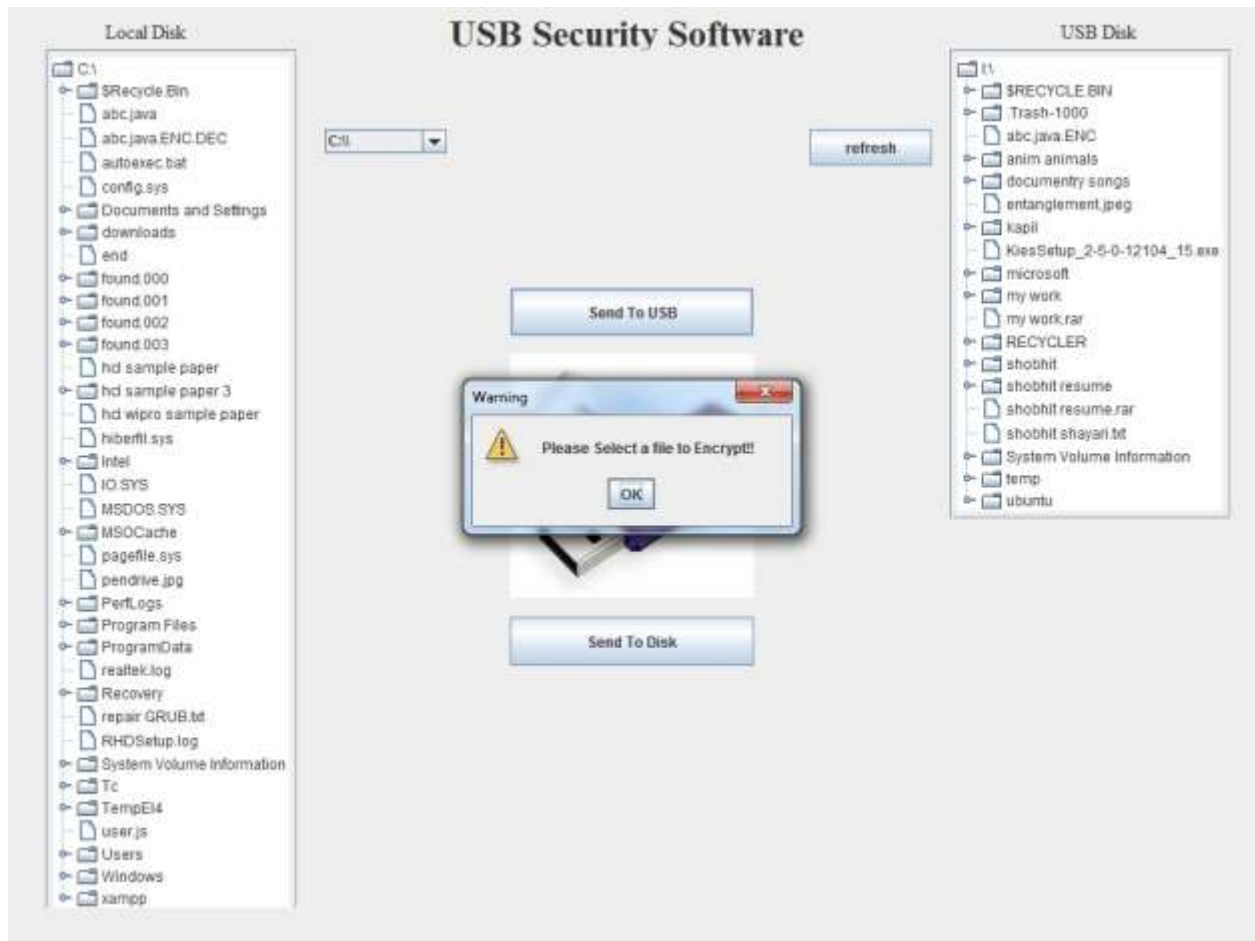 Local Disk
USB Security Software
USB Disk
C:\
$Recycle.Bin
abc.java
abc.java.ENC.DEC
autoexec.bat
config.sys
Documents and Settings
downloads
end
found.000
found.001
found.002
found.003
hcl sample paper
hcl sample paper 3
hcl wipro sample paper
hiberfil.sys
Intel
IO.SYS
MSDOS.SYS
MSOCache
pagefile.sys
pendrive.jpg
PerfLogs
Program Files
ProgramData
realtek.log
Recovery
repair GRUB.txt
RHDSetup.log
System Volume Information
Tc
TempEI4
user.js
Users
Windows
xampp
C:\\
refresh
Send To USB
Warning
Please Select a file to Encrypt!!
OK
Send To Disk
$RECYCLE.BIN
.Trash-1000
abc.java.ENC
anim animals
documentry songs
entanglement.jpeg
kapil
KiesSetup_2-5-0-12104_15.exe
microsoft
my work
my work.rar
RECYCLER
shobhit
shobhit resume
shobhit resume.rar
shobhit shayari.txt
System Volume Information
temp
ubuntu